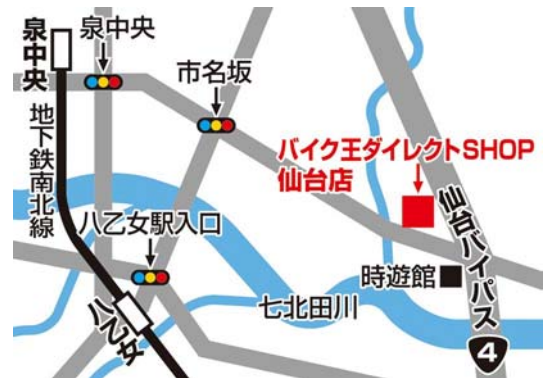 泉中央
泉中央
市名坂
地下鉄南北線
バイク王ダイレクトSHOP
仙台店
仙台バイパス
八乙女駅入口
時遊館
七北田川
八乙女
4